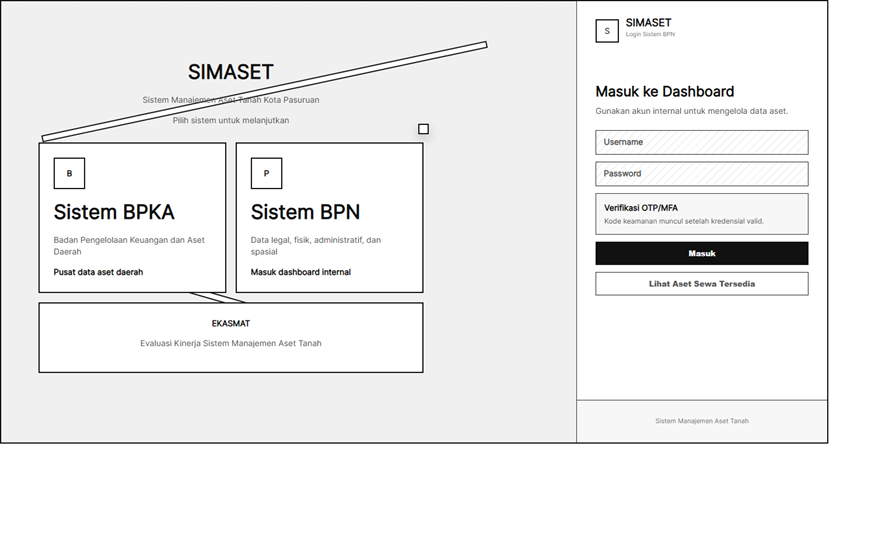 SIMASET
Sistem Manajemen Aset Tanah Kota Pasuruan
Pilih sistem untuk melanjutkan
B
Sistem BPKA
Badan Pengelolaan Keuangan dan Aset
Daerah
Pusat data aset daerah
P
Sistem BPN
Data legal, fisik, administratif, dan
spasial
Masuk dashboard internal
EKASMAT
Evaluasi Kinerja Sistem Manajemen Aset Tanah
S
SIMASET
Login Sistem BPN
Masuk ke Dashboard
Gunakan akun internal untuk mengelola data aset.
Username
Password
Verifikasi OTP/MFA
Kode keamanan muncul setelah kredensial valid.
Masuk
Lihat Aset Sewa Tersedia
Sistem Manajemen Aset Tanah